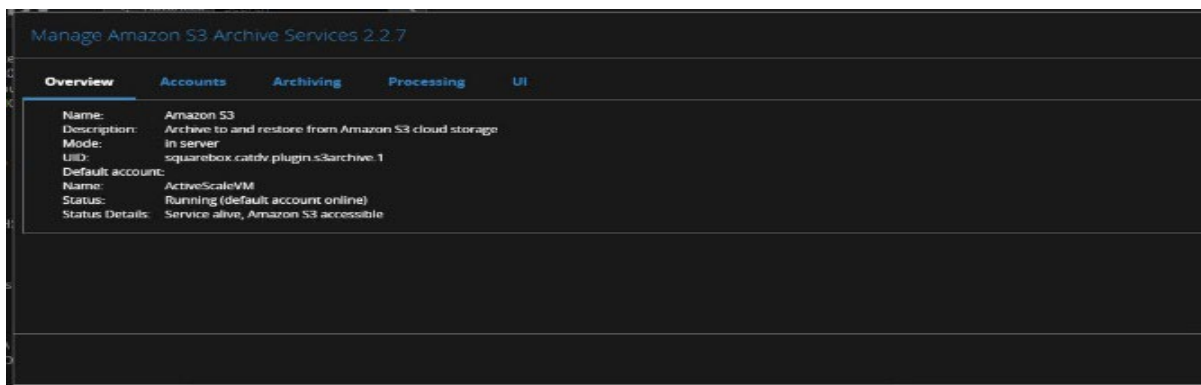 Manage Amazon S3 Archive Services 2.2.7
Overview Accounts Archiving Processing UI
Name: Amazon S3
Description: Archive to and restore from Amazon S3 cloud storage
Mode: in server
UID: squarebox.catdv.plugin.s3archive.1
Default account:
Name: ActiveScaleVM
Status: Running (default account online)
Status Details: Service alive, Amazon S3 accessible